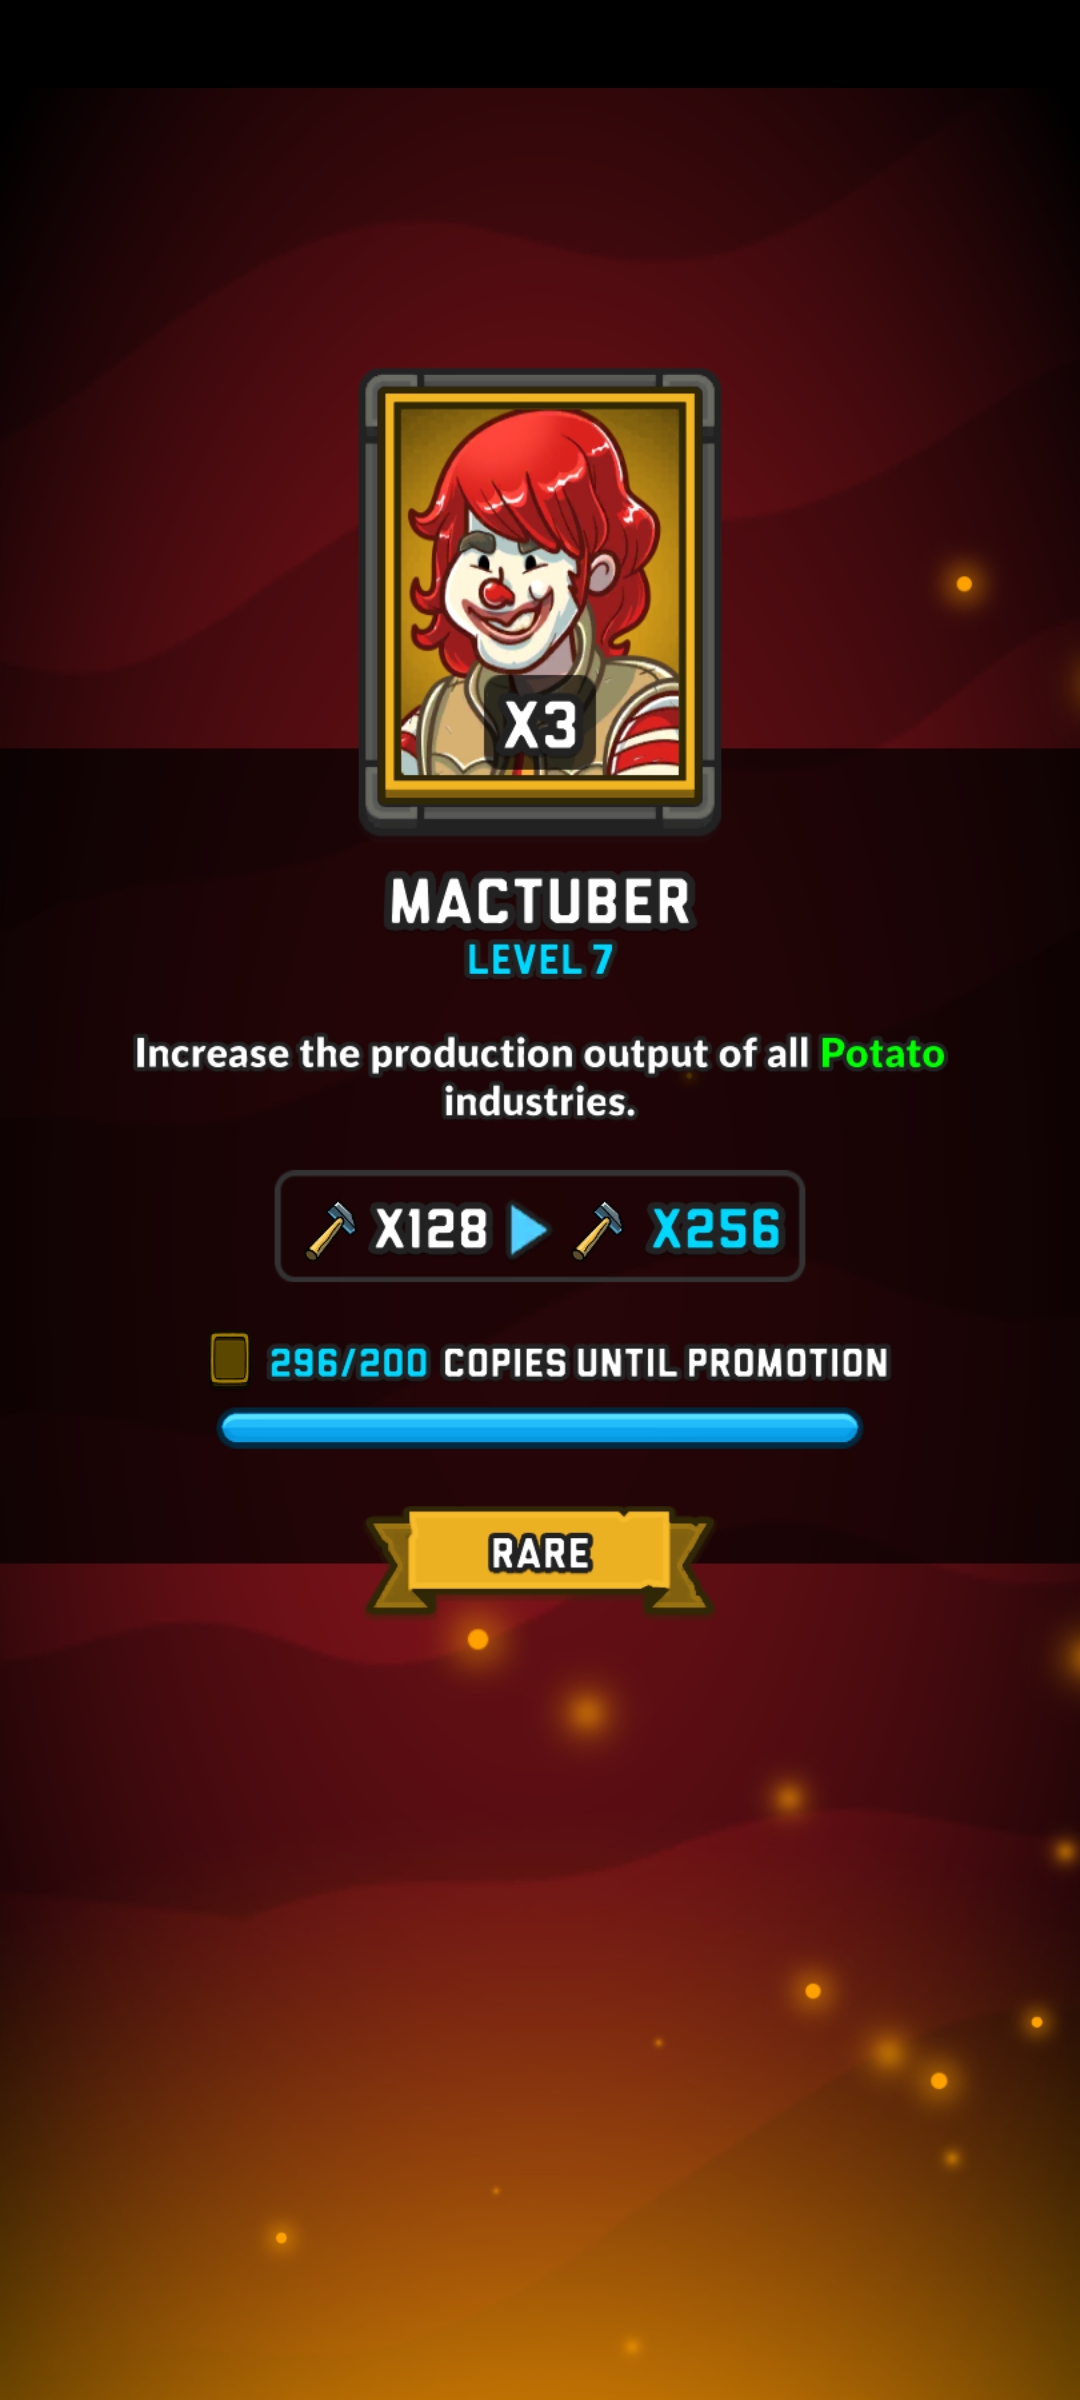 X3
MACTUBER
LEVEL 7
Increase the production output of all Potato
industries.
X128 X256
296/200 COPIES UNTIL PROMOTION
RARE